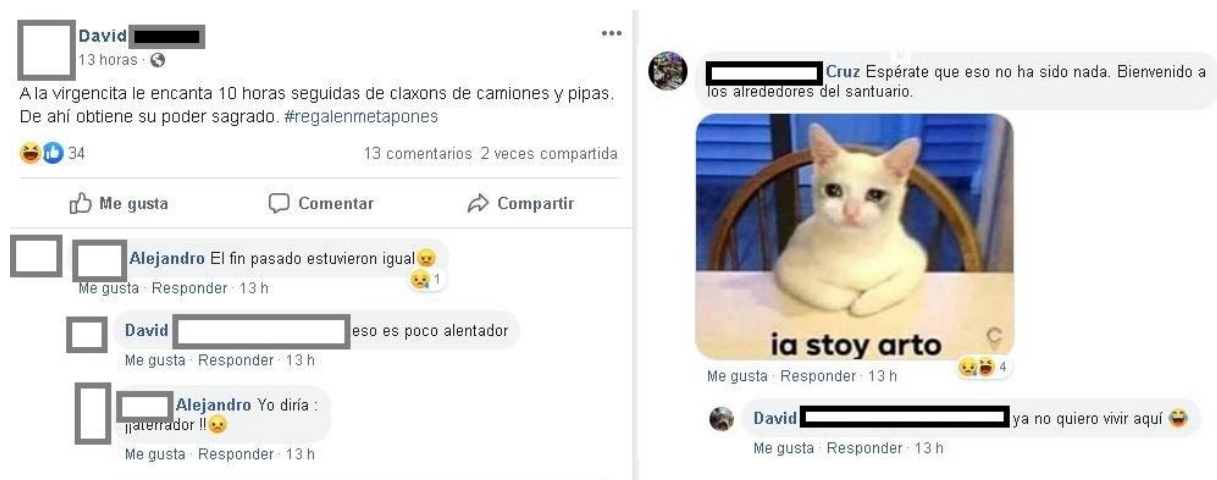 David
13 horas ·
A la virgencita le encanta 10 horas seguidas de claxons de camiones y pipas.
De ahí obtiene su poder sagrado. #regalenmetapones
34
13 comentarios 2 veces compartida
Me gusta Comentar Compartir
Alejandro El fin pasado estuvieron igual
1
Me gusta · Responder · 13 h
David eso es poco alentador
Me gusta · Responder · 13 h
Alejandro Yo diría :
¡¡aterrador !!
Me gusta · Responder · 13 h
Cruz Espérate que eso no ha sido nada. Bienvenido a
los alrededores del santuario.
ia stoy arto
4
Me gusta · Responder · 13 h
David ya no quiero vivir aquí
Me gusta · Responder · 13 h